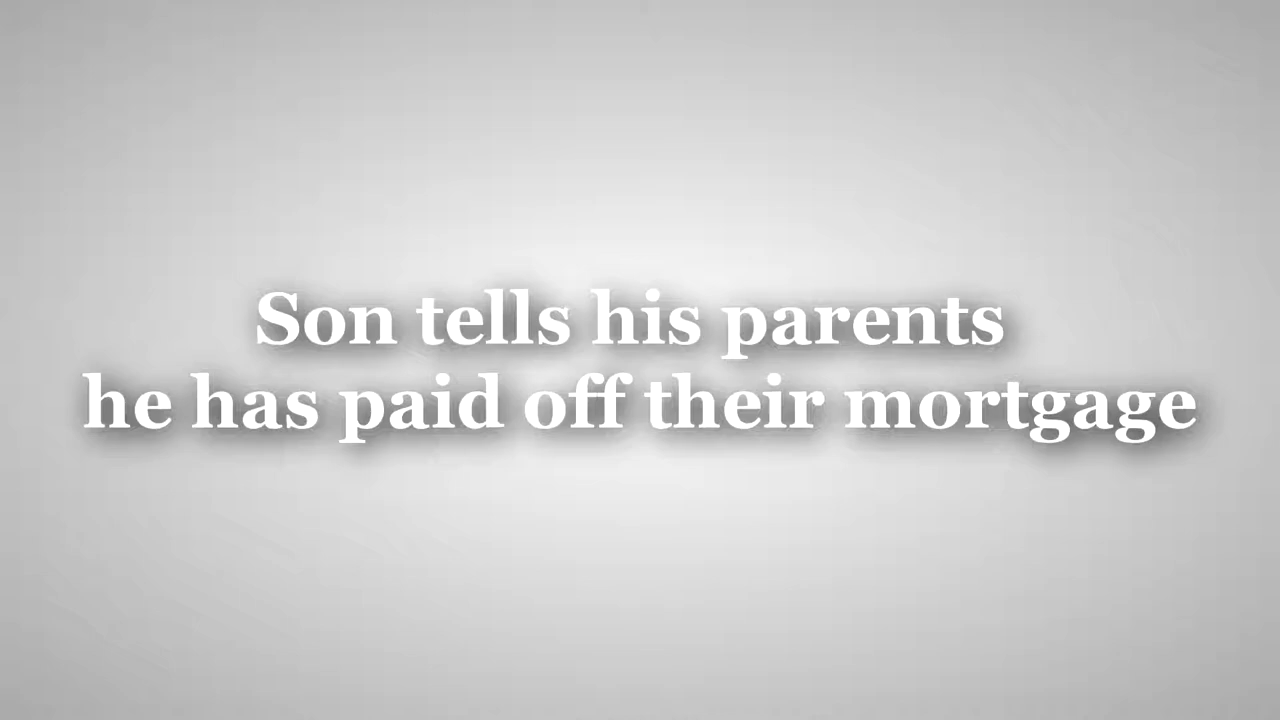 Son tells his parents
he has paid off their mortgage